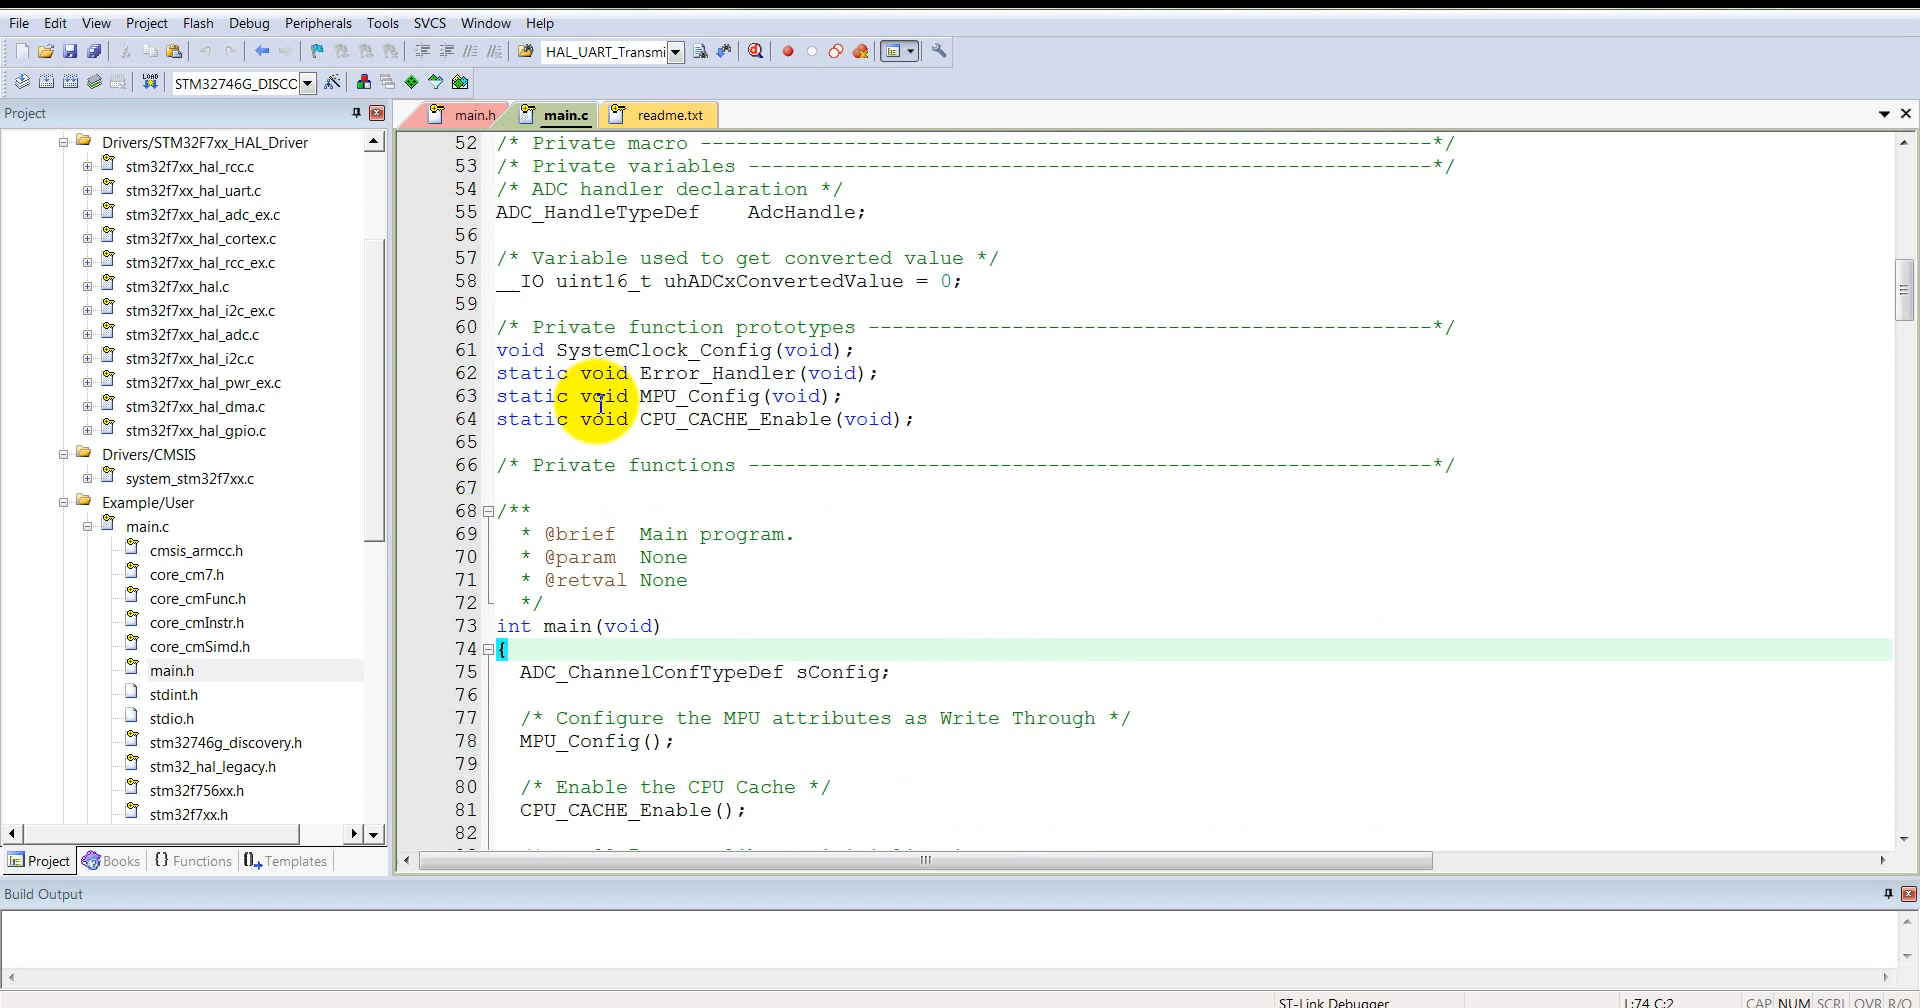 File Edit View Project Flash Debug Peripherals Tools SVCS Window Help
HAL_UART_Transmi
LOAD STM32746G_DISCO
Project
Drivers/STM32F7xx_HAL_Driver
stm32f7xx_hal_rcc.c
stm32f7xx_hal_uart.c
stm32f7xx_hal_adc_ex.c
stm32f7xx_hal_cortex.c
stm32f7xx_hal_rcc_ex.c
stm32f7xx_hal.c
stm32f7xx_hal_i2c_ex.c
stm32f7xx_hal_adc.c
stm32f7xx_hal_i2c.c
stm32f7xx_hal_pwr_ex.c
stm32f7xx_hal_dma.c
stm32f7xx_hal_gpio.c
Drivers/CMSIS
system_stm32f7xx.c
Example/User
main.c
cmsis_armcc.h
core_cm7.h
core_cmFunc.h
core_cmInstr.h
core_cmSimd.h
main.h
stdint.h
stdio.h
stm32746g_discovery.h
stm32_hal_legacy.h
stm32f756xx.h
stm32f7xx.h
Project Books {} Functions Templates
main.h main.c readme.txt
52 /* Private macro -------------------------------------------------------------*/
53 /* Private variables ---------------------------------------------------------*/
54 /* ADC handler declaration */
55 ADC_HandleTypeDef    AdcHandle;
56
57 /* Variable used to get converted value */
58 __IO uint16_t uhADCxConvertedValue = 0;
59
60 /* Private function prototypes -----------------------------------------------*/
61 void SystemClock_Config(void);
62 static void Error_Handler(void);
63 static void MPU_Config(void);
64 static void CPU_CACHE_Enable(void);
65
66 /* Private functions ---------------------------------------------------------*/
67
68 /**
69   * @brief  Main program.
70   * @param  None
71   * @retval None
72   */
73 int main(void)
74 {
75   ADC_ChannelConfTypeDef sConfig;
76
77   /* Configure the MPU attributes as Write Through */
78   MPU_Config();
79
80   /* Enable the CPU Cache */
81   CPU_CACHE_Enable();
82
Build Output
ST-Link Debugger L:74 C:2 CAP NUM SCRL OVR R/O